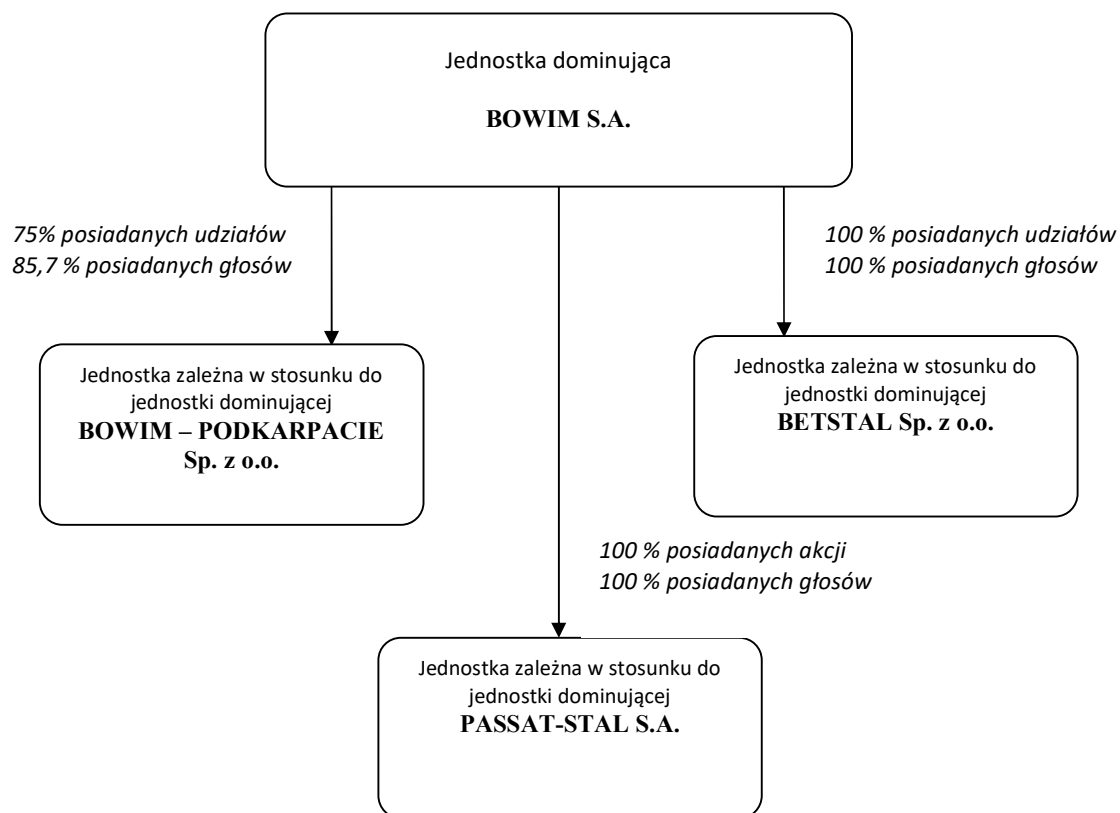 Jednostka dominująca
BOWIM S.A.
75% posiadanych udziałów
85,7 % posiadanych głosów
100 % posiadanych udziałów
100 % posiadanych głosów
Jednostka zależna w stosunku do
jednostki dominującej
BOWIM – PODKARPACIE
Sp. z o.o.
Jednostka zależna w stosunku do
jednostki dominującej
BETSTAL Sp. z o.o.
100 % posiadanych akcji
100 % posiadanych głosów
Jednostka zależna w stosunku do
jednostki dominującej
PASSAT-STAL S.A.